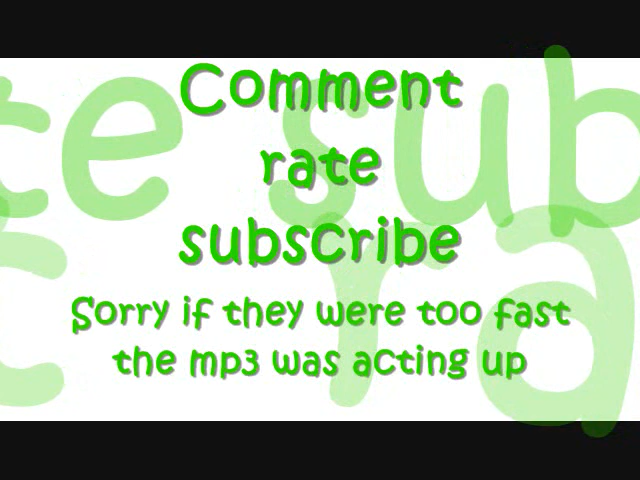 Comment
rate
subscribe
Sorry if they were too fast
the mp3 was acting up